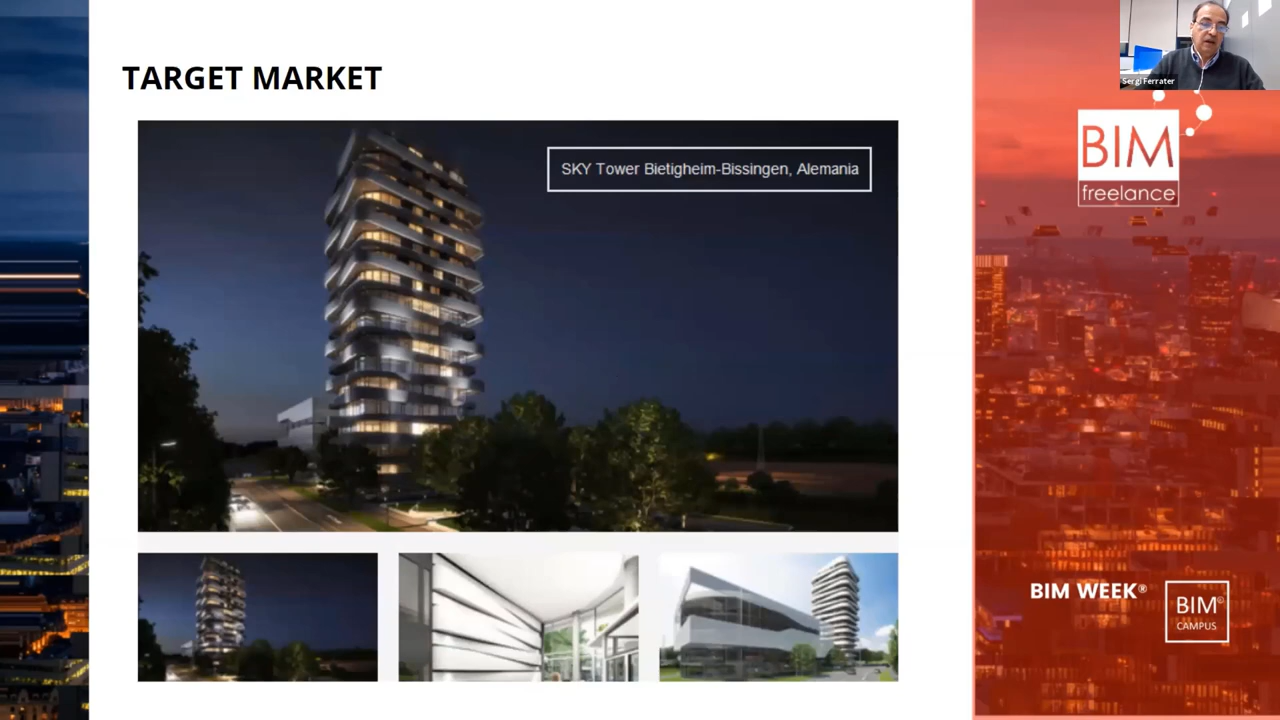 TARGET MARKET
SKY Tower Bietigheim-Bissingen, Alemania
Sergi Ferrater
BIM
freelance
BIM WEEK®
BIM©
CAMPUS